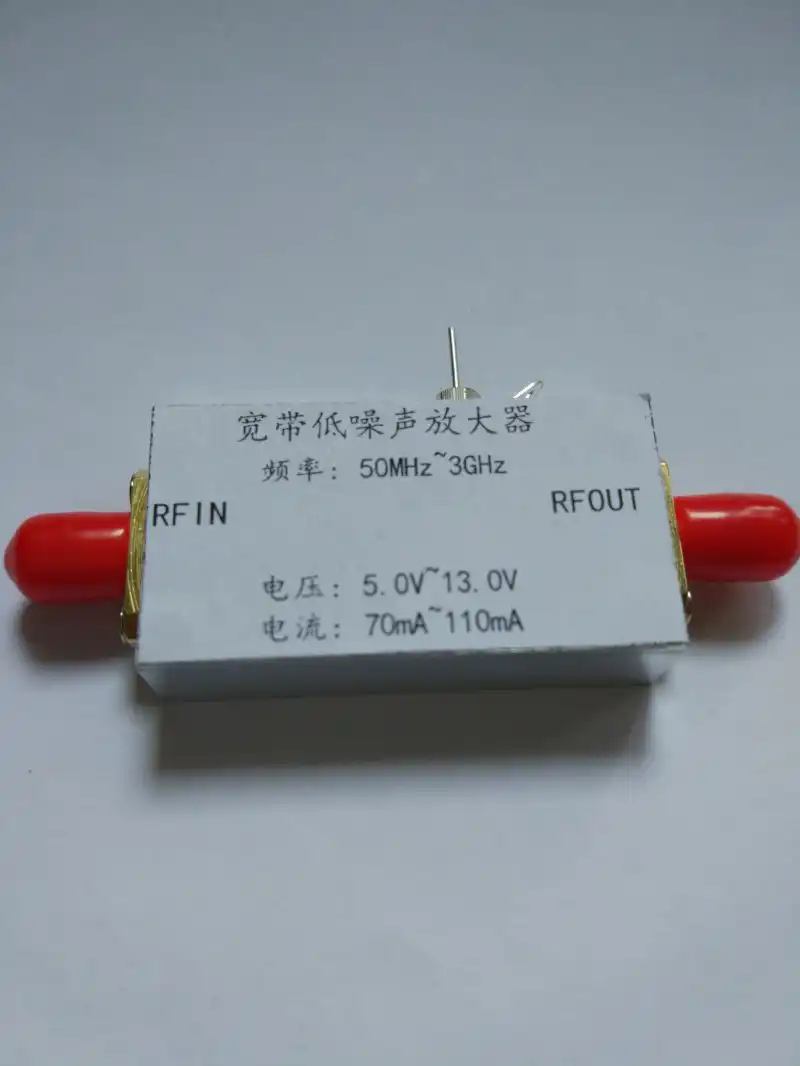 宽带低噪声放大器
频率: 50MHz~3GHz
RFIN
RFOUT
电压: 5.0V~13.0V
电流: 70mA~110mA